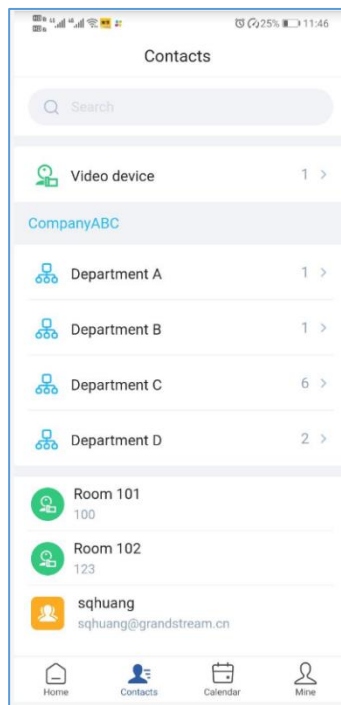 25% 11:46
Contacts
Search
Video device 1 >
CompanyABC
Department A 1 >
Department B 1 >
Department C 6 >
Department D 2 >
Room 101
100
Room 102
123
sqhuang
sqhuang@grandstream.cn
Home Contacts Calendar Mine